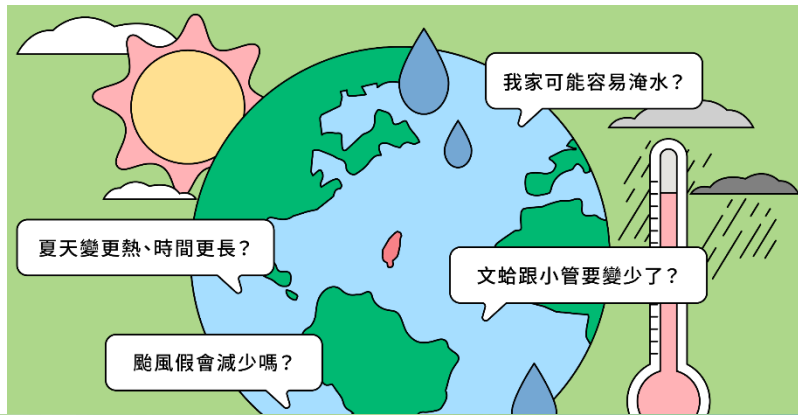 我家可能容易淹水？
夏天變更熱、時間更長？
文蛤跟小管要變少了？
颱風假會減少嗎？